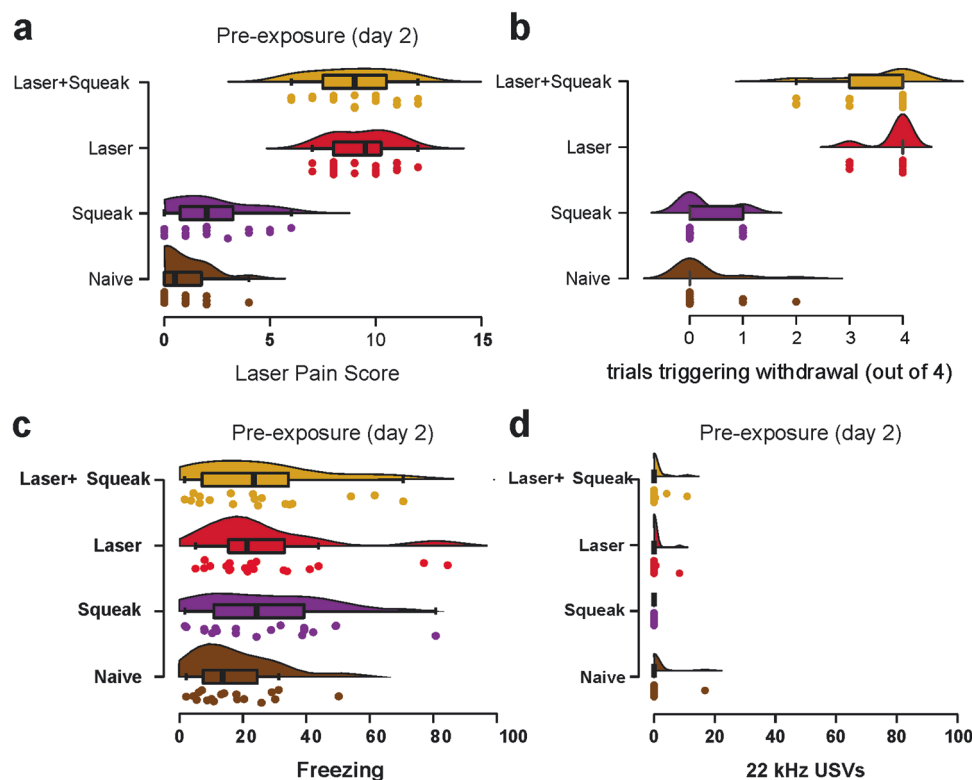 a
Pre-exposure (day 2)
Laser+Squeak
Laser
Squeak
Naive
0 5 10 15
Laser Pain Score
b
Laser+Squeak
Laser
Squeak
Naive
0 1 2 3 4
trials triggering withdrawal (out of 4)
c
Pre-exposure (day 2)
Laser+ Squeak
Laser
Squeak
Naive
0 20 40 60 80 100
Freezing
d
Pre-exposure (day 2)
Laser+ Squeak
Laser
Squeak
Naive
0 20 40 60 80 100
22 kHz USVs